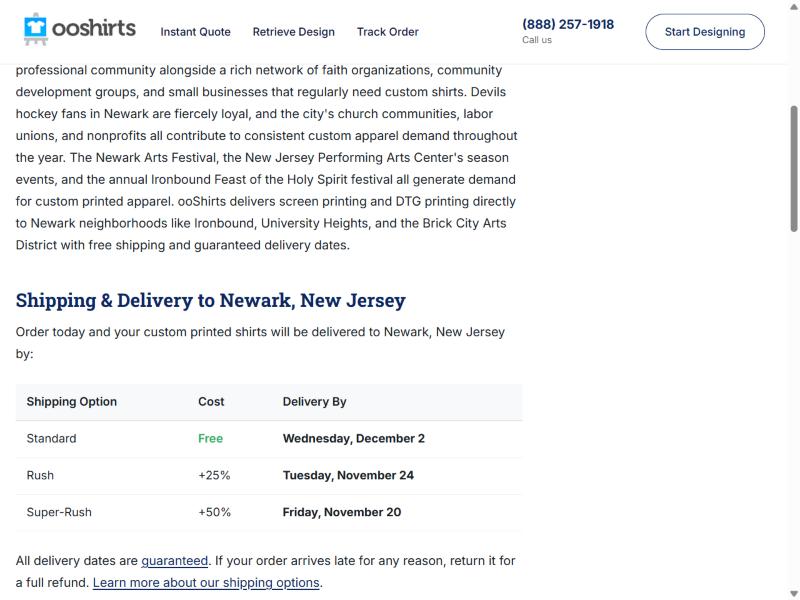 ooshirts
Instant Quote
Retrieve Design
Track Order
(888) 257-1918
Call us
Start Designing
professional community alongside a rich network of faith organizations, community
development groups, and small businesses that regularly need custom shirts. Devils
hockey fans in Newark are fiercely loyal, and the city's church communities, labor
unions, and nonprofits all contribute to consistent custom apparel demand throughout
the year. The Newark Arts Festival, the New Jersey Performing Arts Center's season
events, and the annual Ironbound Feast of the Holy Spirit festival all generate demand
for custom printed apparel. ooShirts delivers screen printing and DTG printing directly
to Newark neighborhoods like Ironbound, University Heights, and the Brick City Arts
District with free shipping and guaranteed delivery dates.
Shipping & Delivery to Newark, New Jersey
Order today and your custom printed shirts will be delivered to Newark, New Jersey
by:
Shipping Option Cost Delivery By
Standard Free Wednesday, December 2
Rush +25% Tuesday, November 24
Super-Rush +50% Friday, November 20
All delivery dates are guaranteed. If your order arrives late for any reason, return it for
a full refund. Learn more about our shipping options.